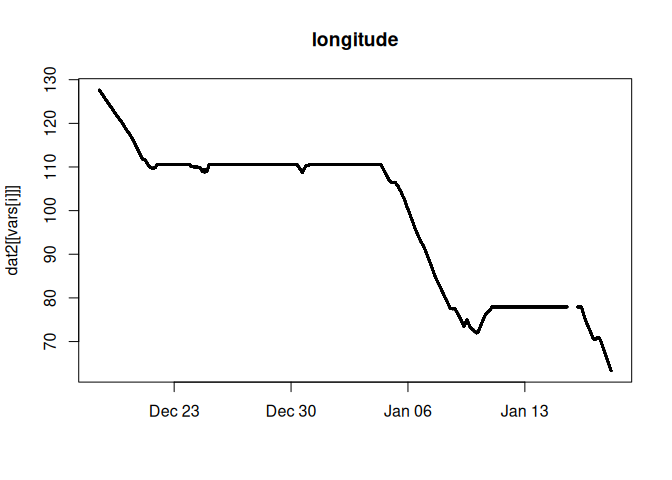 longitude
dat2[[vars[i]]]
130
120
110
100
90
80
70
Dec 23
Dec 30
Jan 06
Jan 13